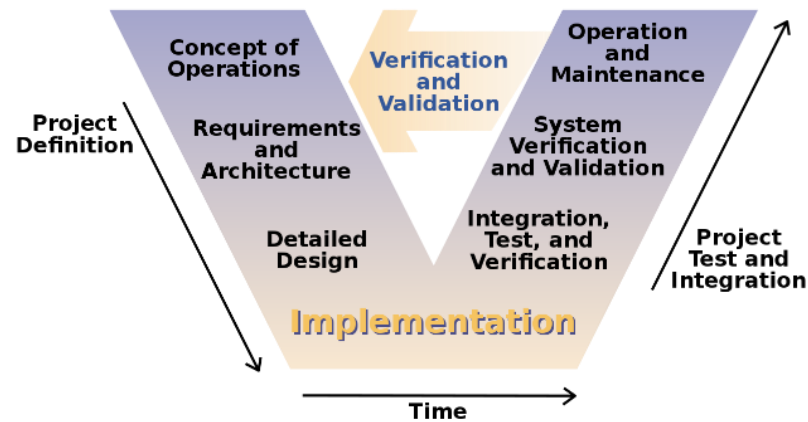 Concept of
Operations
Verification
and
Validation
Operation
and
Maintenance
Project
Definition
Requirements
and
Architecture
System
Verification
and Validation
Detailed
Design
Integration,
Test, and
Verification
Project
Test and
Integration
Implementation
Time